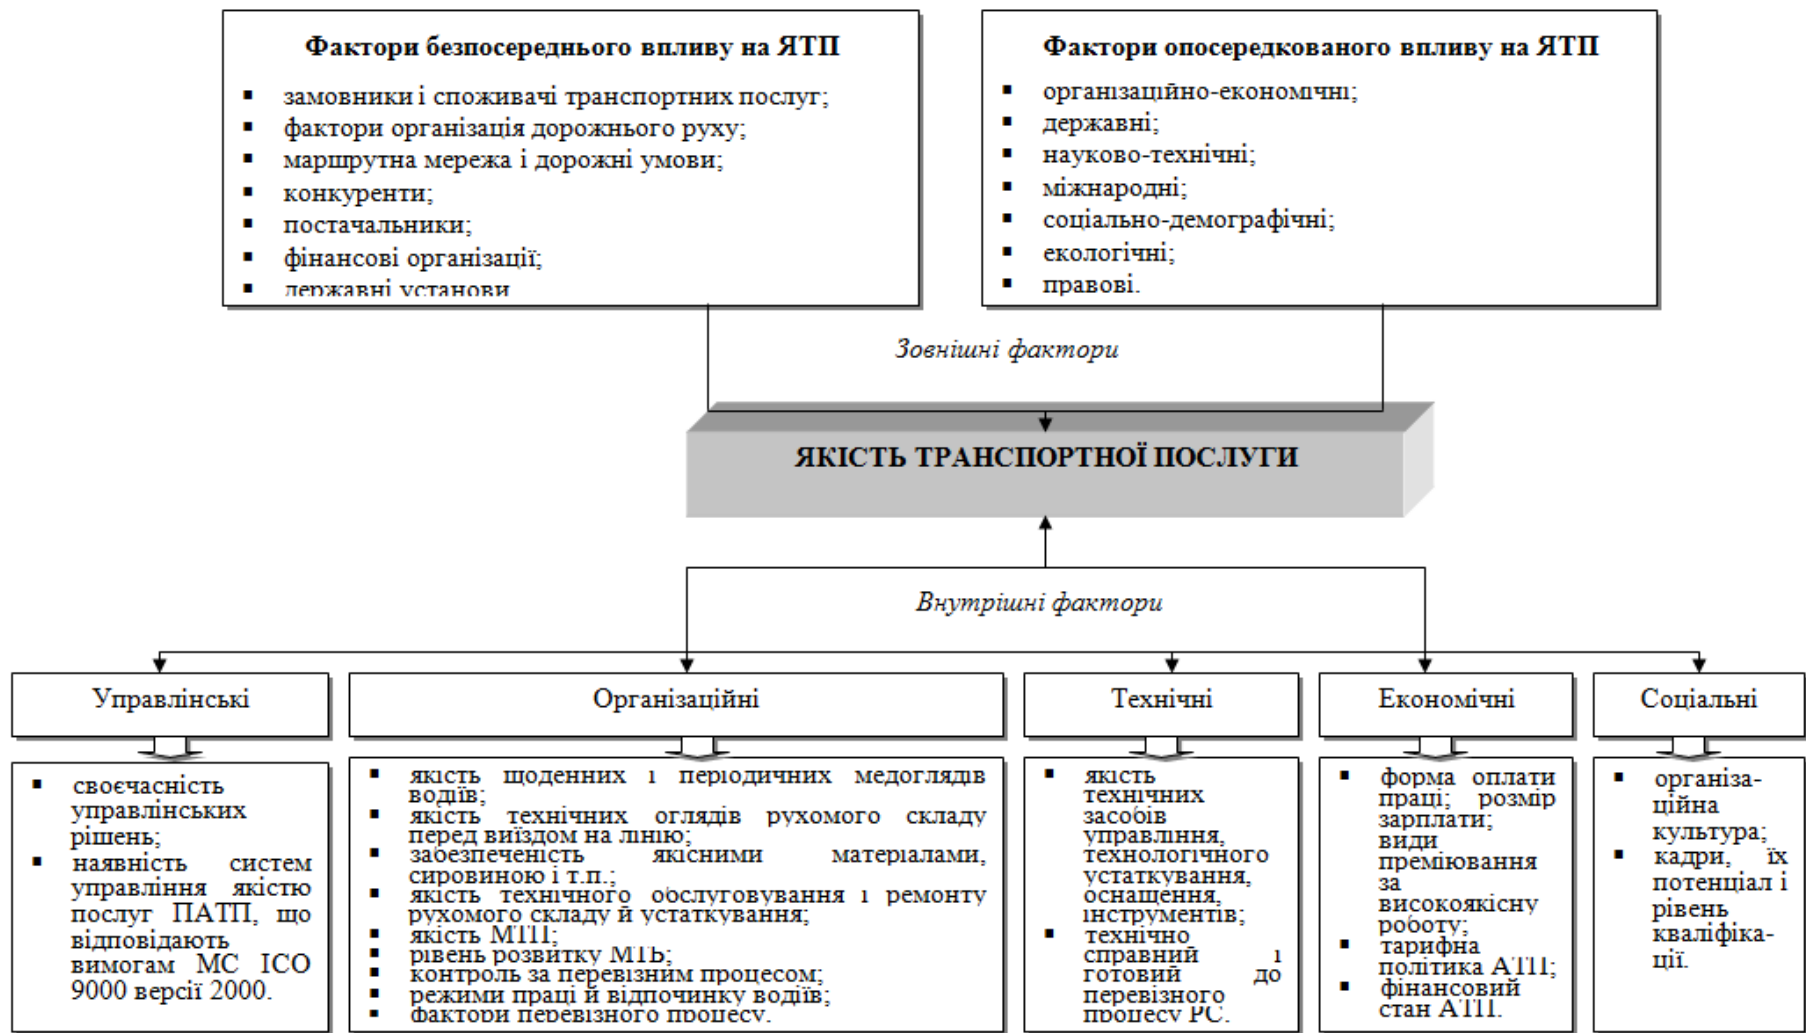 Фактори безпосереднього впливу на ЯТП
▪ замовники і споживачі транспортних послуг;
▪ фактори організація дорожнього руху;
▪ маршрутна мережа і дорожні умови;
▪ конкуренти;
▪ постачальники;
▪ фінансові організації;
▪ державні установи
Фактори опосередкованого впливу на ЯТП
▪ організаційно-економічні;
▪ державні;
▪ науково-технічні;
▪ міжнародні;
▪ соціально-демографічні;
▪ екологічні;
▪ правові.
Зовнішні фактори
ЯКІСТЬ ТРАНСПОРТНОЇ ПОСЛУГИ
Внутрішні фактори
Управлінські
▪ своєчасність
управлінських
рішень;
▪ наявність систем
управління якістю
послуг ПАТП, що
відповідають
вимогам МС ІСО
9000 версії 2000.
Організаційні
▪ якість щоденних і періодичних медоглядів
водіїв;
▪ якість технічних оглядів рухомого складу
перед виїздом на лінію;
▪ забезпеченість якісними матеріалами,
сировиною і т.п.;
▪ якість технічного обслуговування і ремонту
рухомого складу й устаткування;
▪ якість МТП;
▪ рівень розвитку МТБ;
▪ контроль за перевізним процесом;
▪ режими праці й відпочинку водіїв;
▪ фактори перевізного процесу.
Технічні
▪ якість
технічних
засобів
управління,
технологічного
устаткування,
оснащення,
інструментів;
▪ технічно
справний і
готовий до
перевізного
процесу РС.
Економічні
▪ форма оплати
праці; розмір
зарплати;
види
преміювання
за
високоякісну
роботу;
▪ тарифна
політика АТП;
▪ фінансовий
стан АТП.
Соціальні
▪ організа-
ційна
культура;
▪ кадри, їх
потенціал і
рівень
кваліфіка-
ції.